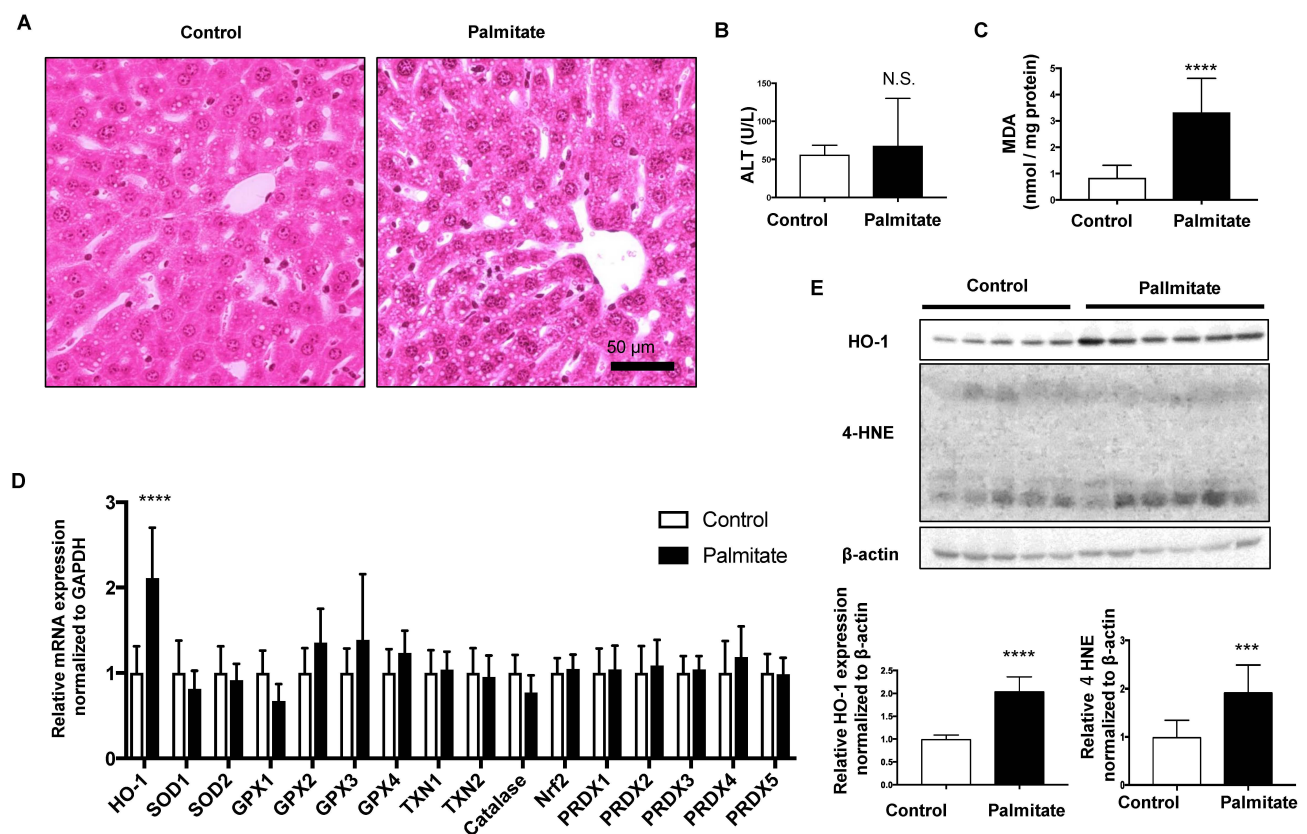 A
Control
Palmitate
50 µm
B
ALT (U/L)
150
100
50
0
N.S.
Control
Palmitate
C
MDA
(nmol / mg protein)
5
4
3
2
1
0
****
Control
Palmitate
D
Relative mRNA expression
normalized to GAPDH
3
2
1
0
****
Control
Palmitate
HO-1
SOD1
SOD2
GPX1
GPX2
GPX3
GPX4
TXN1
TXN2
Catalase
Nrf2
PRDX1
PRDX2
PRDX3
PRDX4
PRDX5
E
Control
Pallmitate
HO-1
4-HNE
β-actin
Relative HO-1 expression
normalized to β-actin
2.5
2.0
1.5
1.0
0.5
0.0
****
Control
Palmitate
Relative 4 HNE
normalized to β-actin
3
2
1
0
***
Control
Palmitate